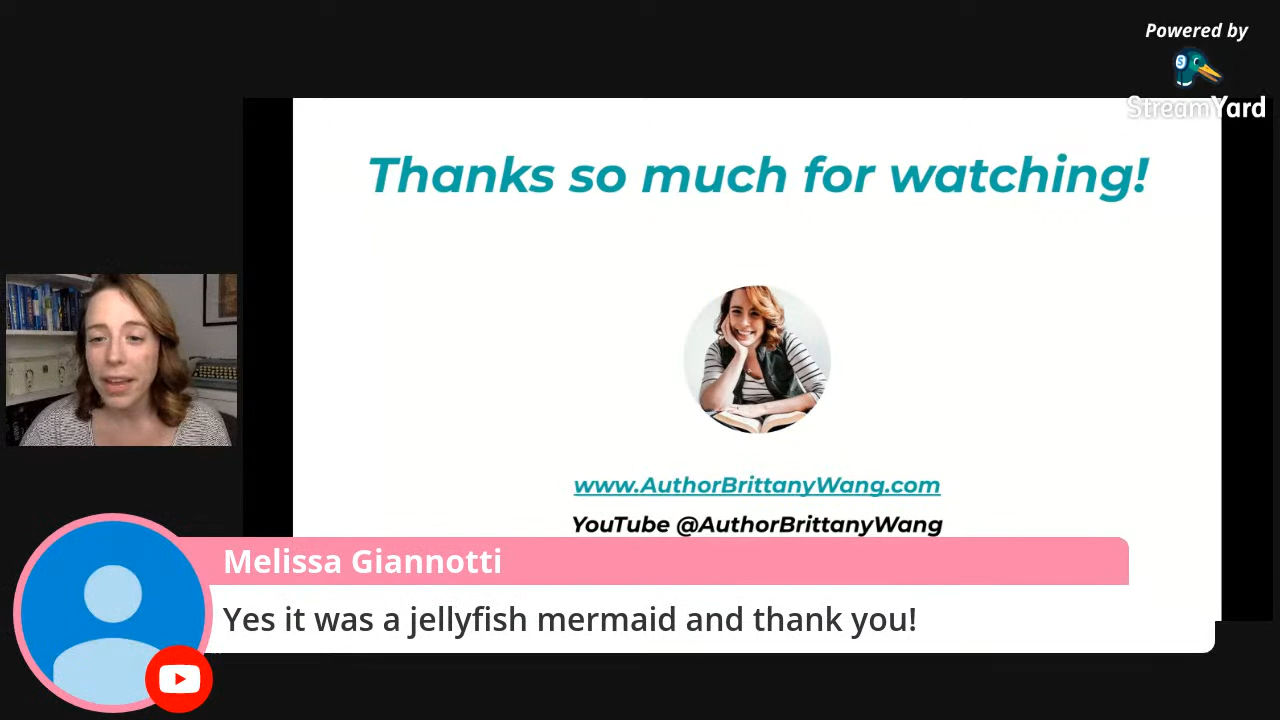 Powered by
StreamYard
Thanks so much for watching!
www.AuthorBrittanyWang.com
YouTube @AuthorBrittanyWang
Melissa Giannotti
Yes it was a jellyfish mermaid and thank you!